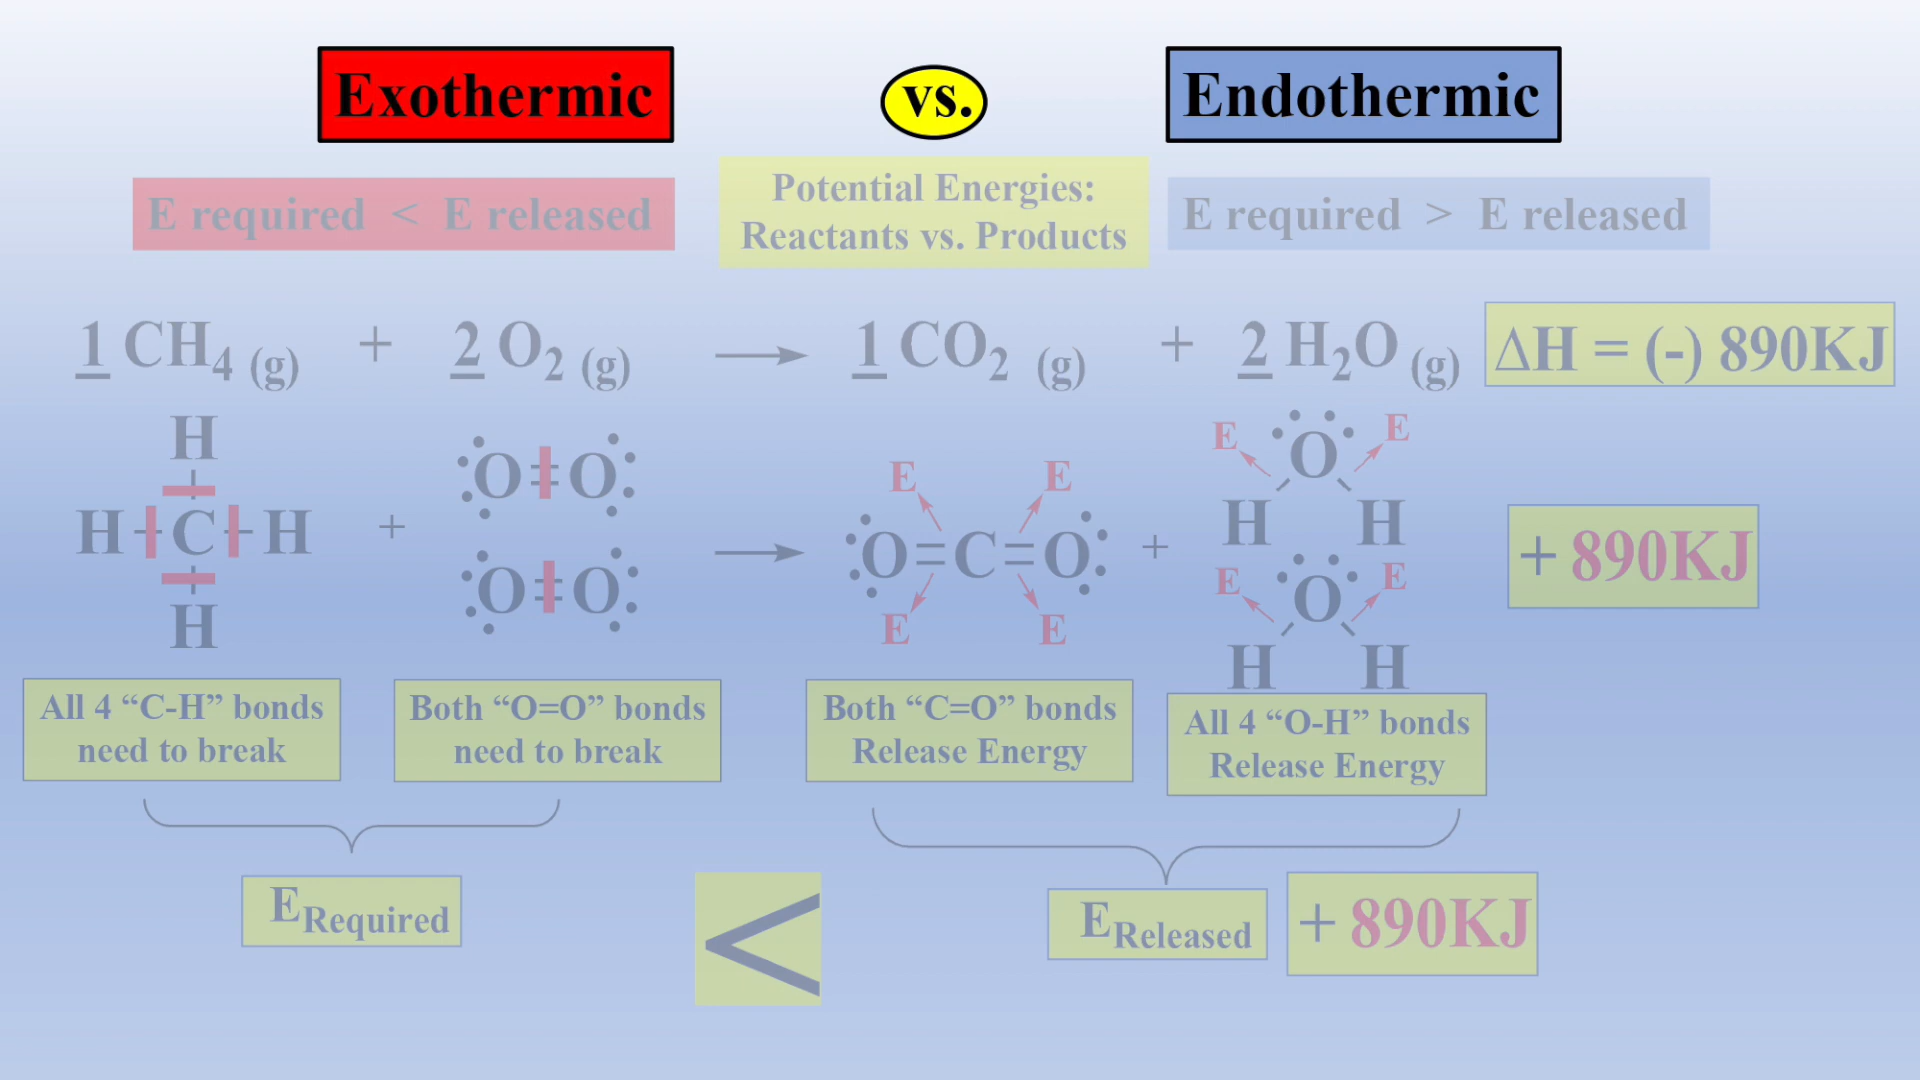 Exothermic vs. Endothermic
E required < E released
Potential Energies:
Reactants vs. Products
E required > E released
1 CH4 (g) + 2 O2 (g) → 1 CO2 (g) + 2 H2O (g)
ΔH = (-) 890KJ
H
H C H
H
+
O=O
O=O
→
E E
O=C=O
E E
+
E O E
H H
E O E
H H
+ 890KJ
All 4 “C-H” bonds
need to break
Both “O=O” bonds
need to break
Both “C=O” bonds
Release Energy
All 4 “O-H” bonds
Release Energy
ERequired
<
EReleased
+ 890KJ